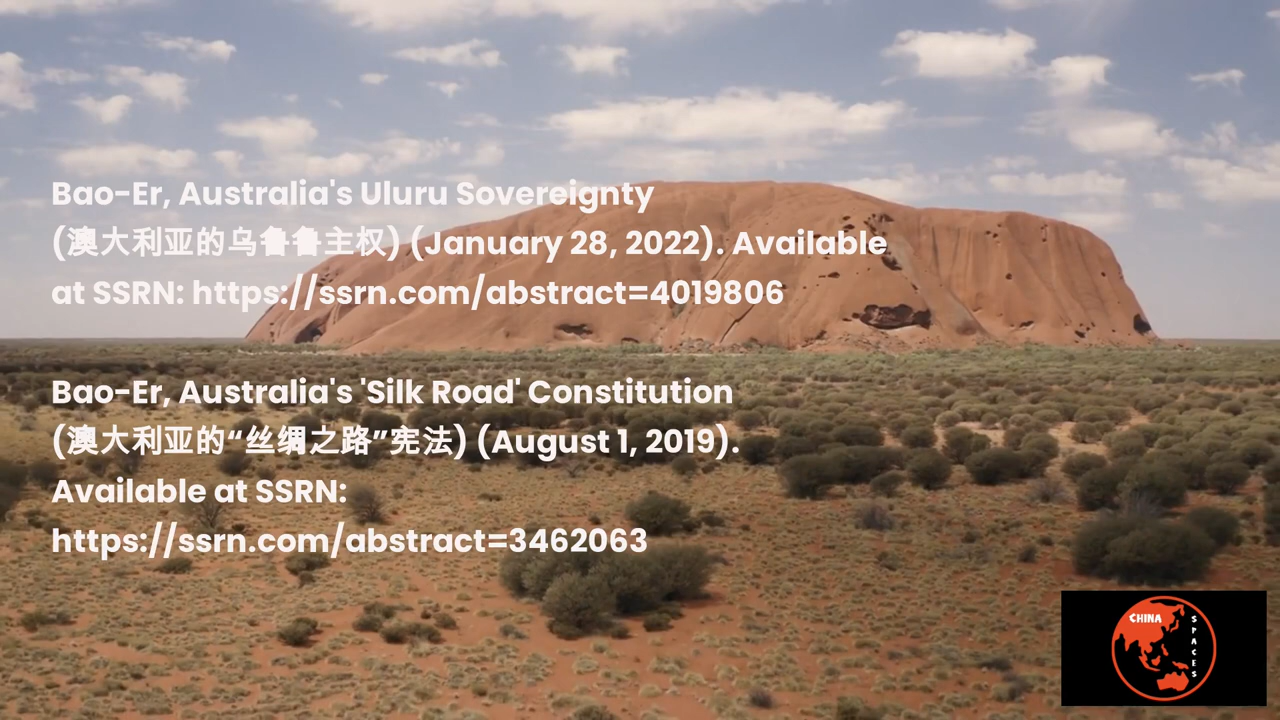 Bao-Er, Australia's Uluru Sovereignty
(澳大利亚的乌鲁鲁主权) (January 28, 2022). Available
at SSRN: https://ssrn.com/abstract=4019806
Bao-Er, Australia's 'Silk Road' Constitution
(澳大利亚的“丝绸之路”宪法) (August 1, 2019).
Available at SSRN:
https://ssrn.com/abstract=3462063
CHINA
SPACES